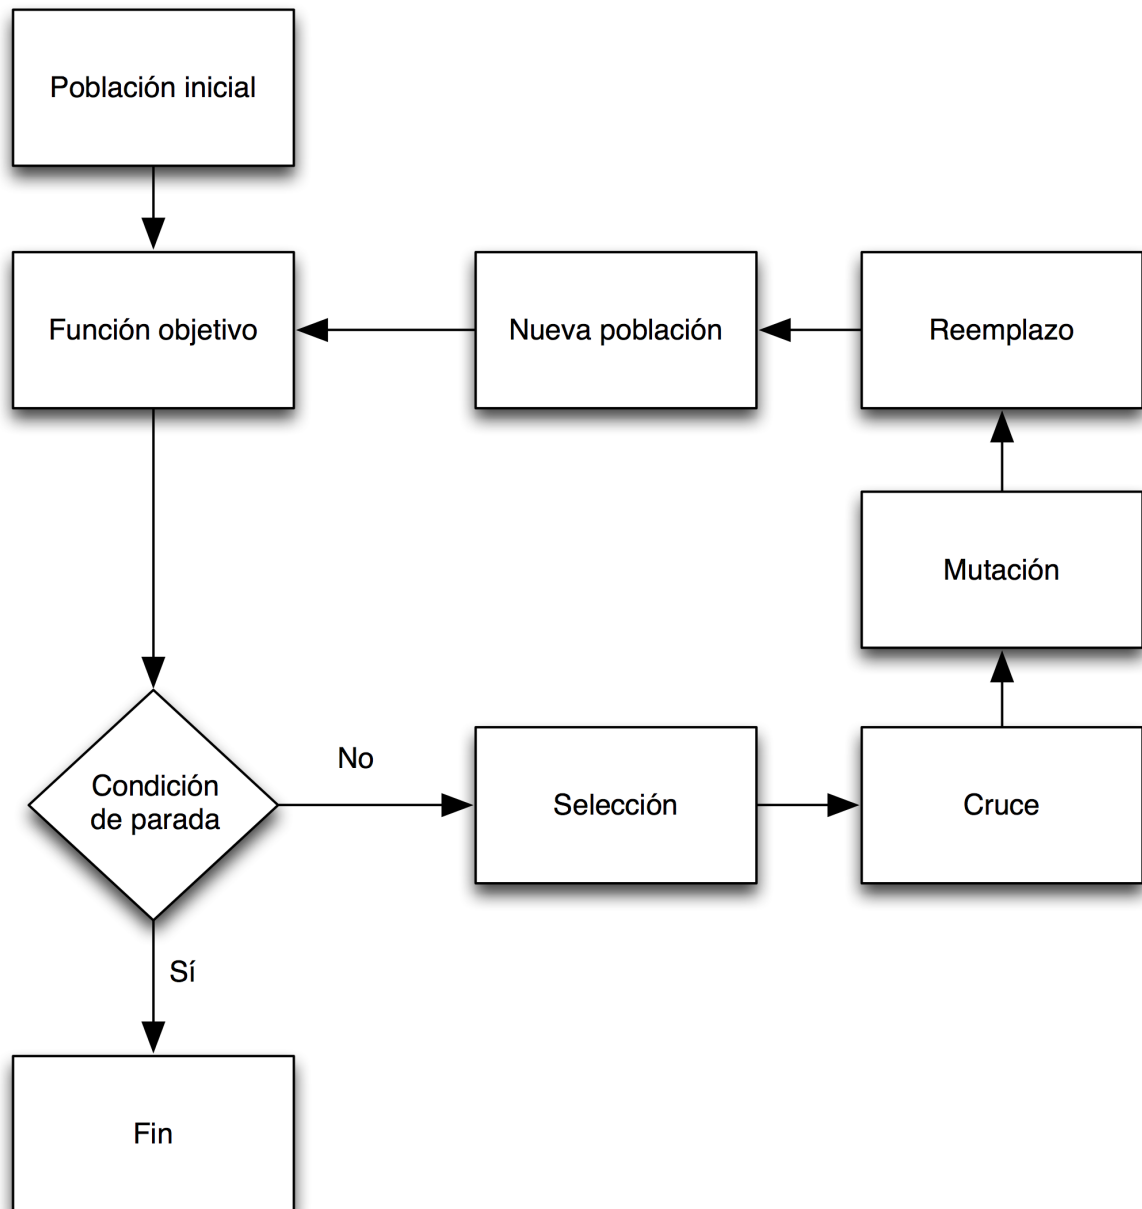 Población inicial
Función objetivo
Nueva población
Reemplazo
Mutación
Condición
de parada
No
Selección
Cruce
Sí
Fin